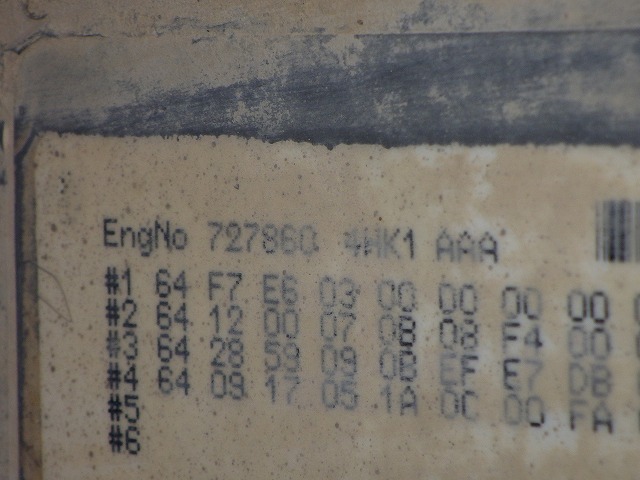 EngNo 727860 4HK1 AAA
#1 64 F7 E6 03 00 00 00 00
#2 64 12 00 07 08 08 F4 00
#3 64 28 59 09 0B EF E7 DB
#4 64 09 17 05 1A 0C 00 FA
#5
#6